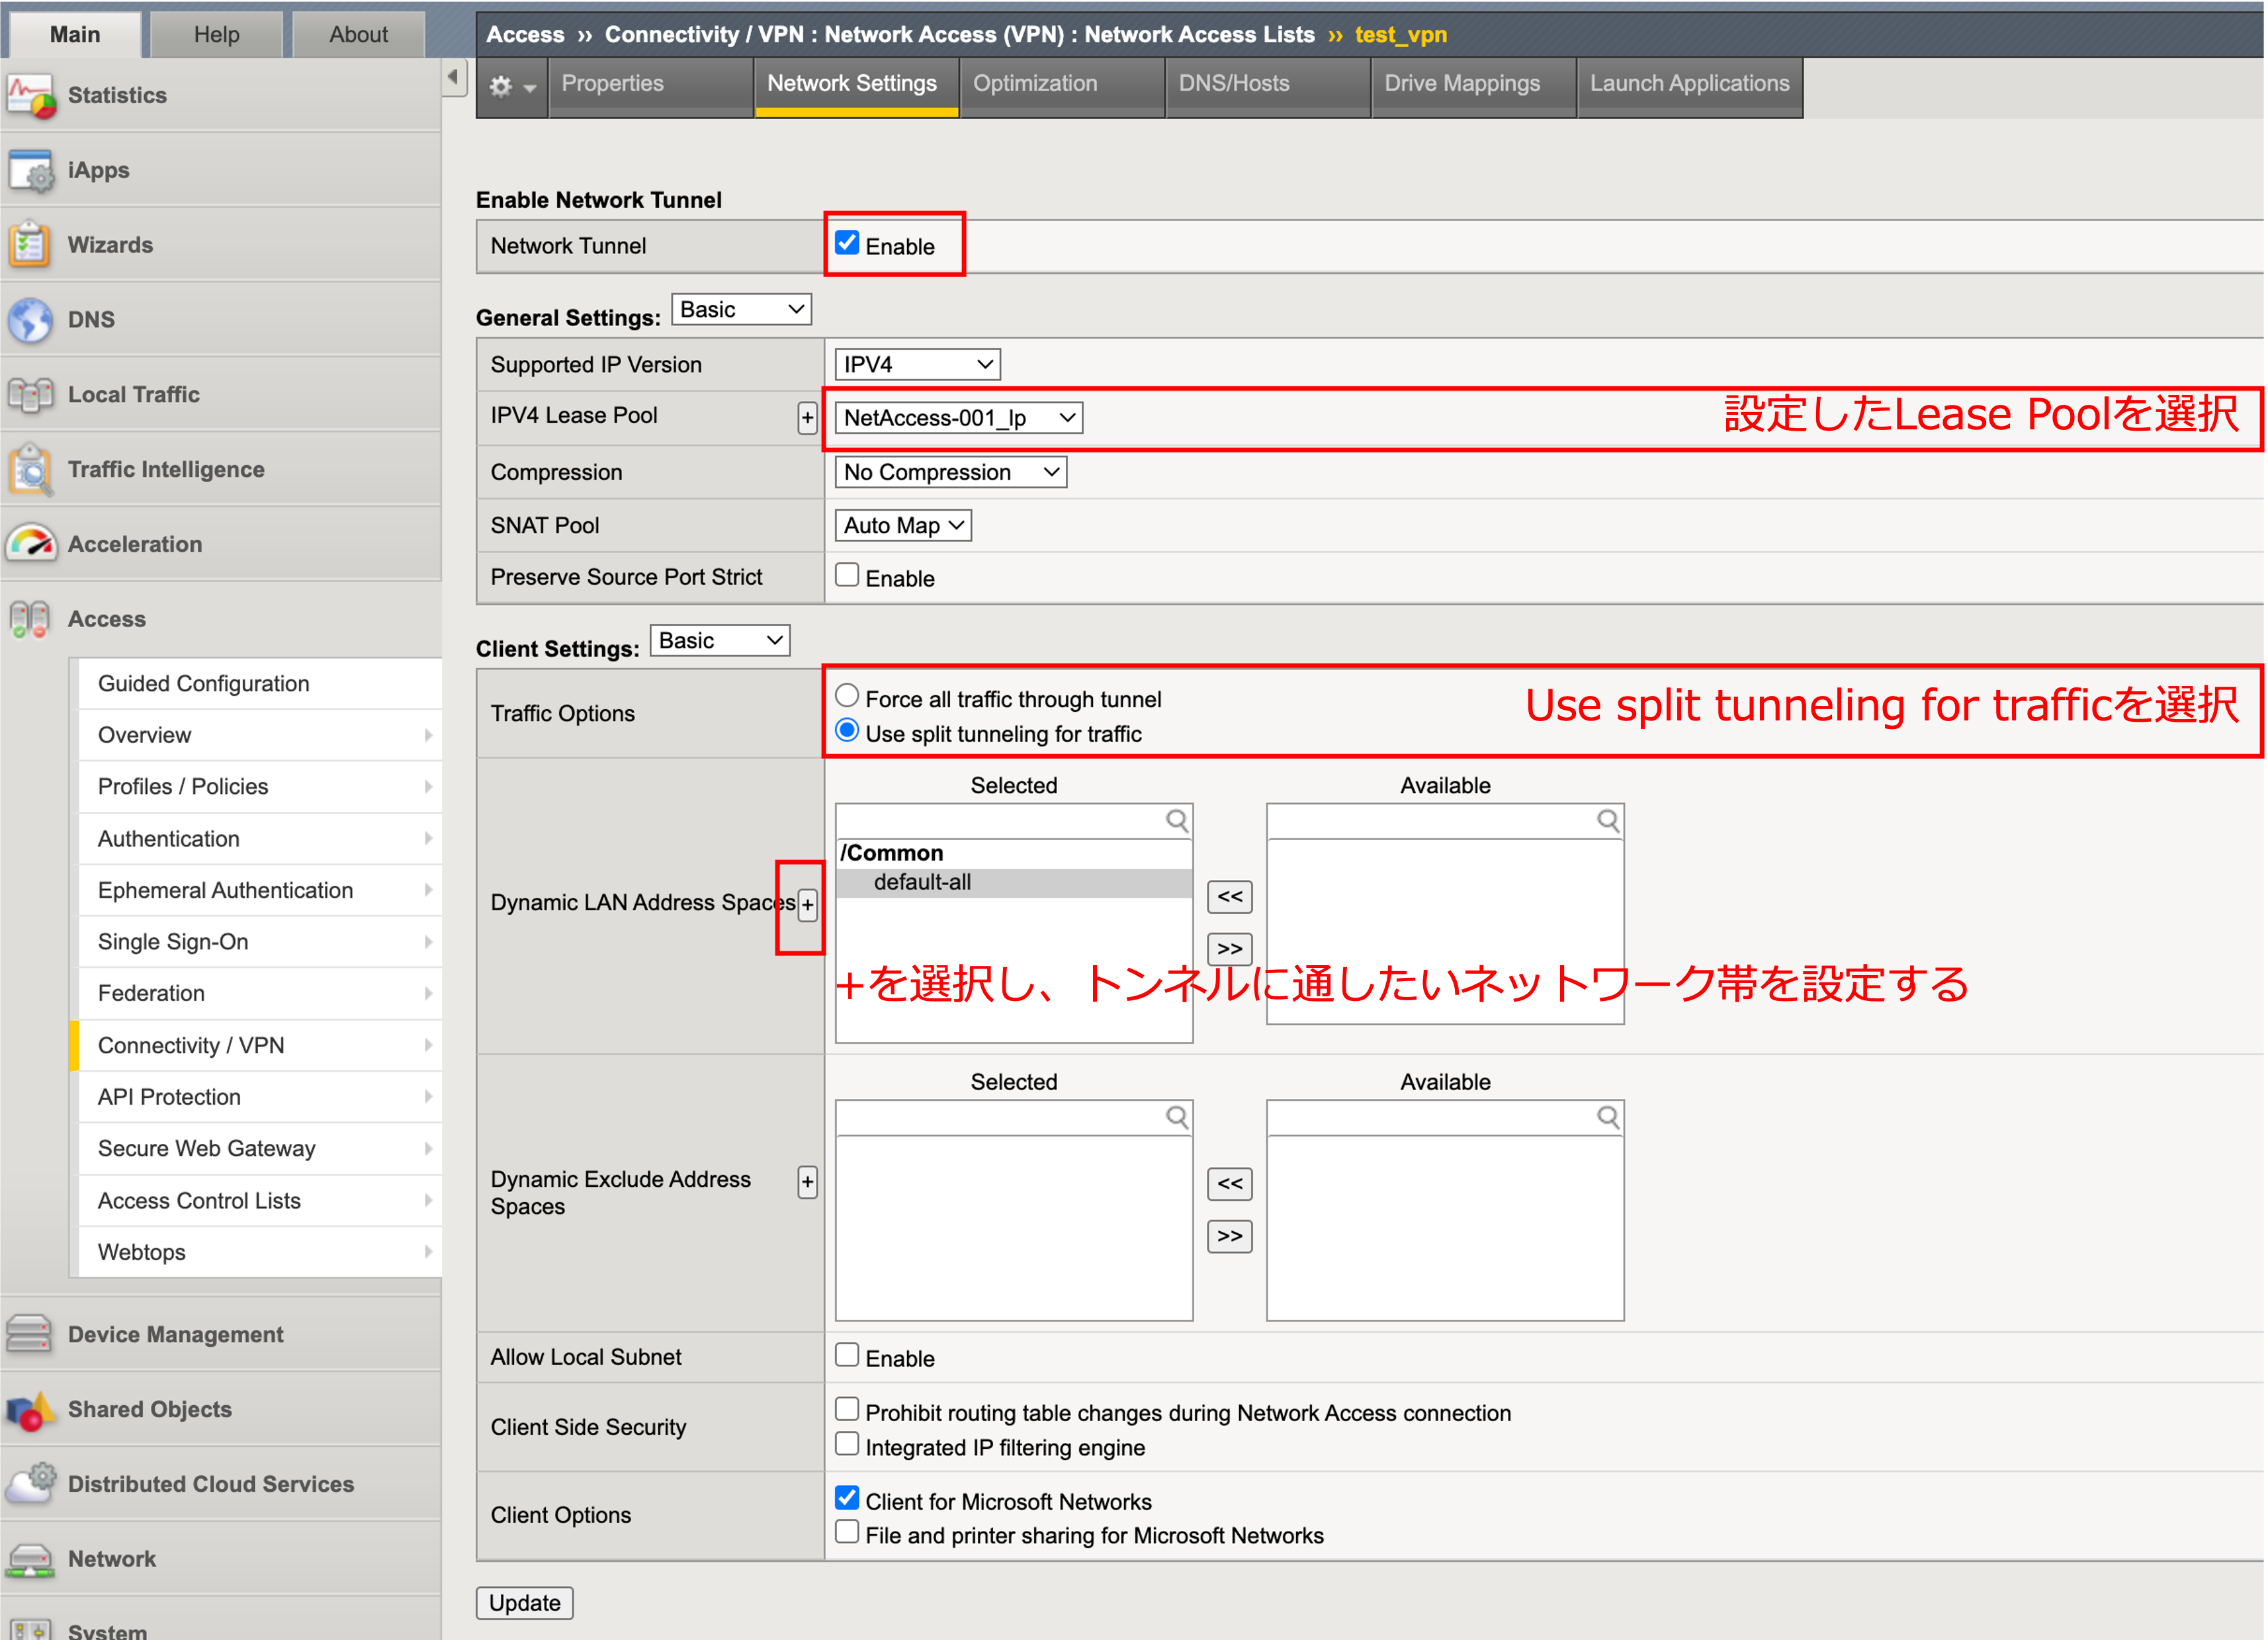 Main
Help
About
Access ›› Connectivity / VPN : Network Access (VPN) : Network Access Lists ›› test_vpn
Properties
Network Settings
Optimization
DNS/Hosts
Drive Mappings
Launch Applications
Statistics
iApps
Wizards
DNS
Local Traffic
Traffic Intelligence
Acceleration
Access
Guided Configuration
Overview
Profiles / Policies
Authentication
Ephemeral Authentication
Single Sign-On
Federation
Connectivity / VPN
API Protection
Secure Web Gateway
Access Control Lists
Webtops
Device Management
Shared Objects
Distributed Cloud Services
Network
System
Enable Network Tunnel
Network Tunnel
Enable
General Settings: Basic
Supported IP Version
IPV4
IPV4 Lease Pool
+
NetAccess-001_lp
設定したLease Poolを選択
Compression
No Compression
SNAT Pool
Auto Map
Preserve Source Port Strict
Enable
Client Settings: Basic
Traffic Options
Force all traffic through tunnel
Use split tunneling for traffic
Use split tunneling for trafficを選択
Dynamic LAN Address Spaces
+
Selected
Available
/Common
default-all
<<
>>
+を選択し、トンネルに通したいネットワーク帯を設定する
Dynamic Exclude Address
Spaces
+
Selected
Available
<<
>>
Allow Local Subnet
Enable
Client Side Security
Prohibit routing table changes during Network Access connection
Integrated IP filtering engine
Client Options
Client for Microsoft Networks
File and printer sharing for Microsoft Networks
Update